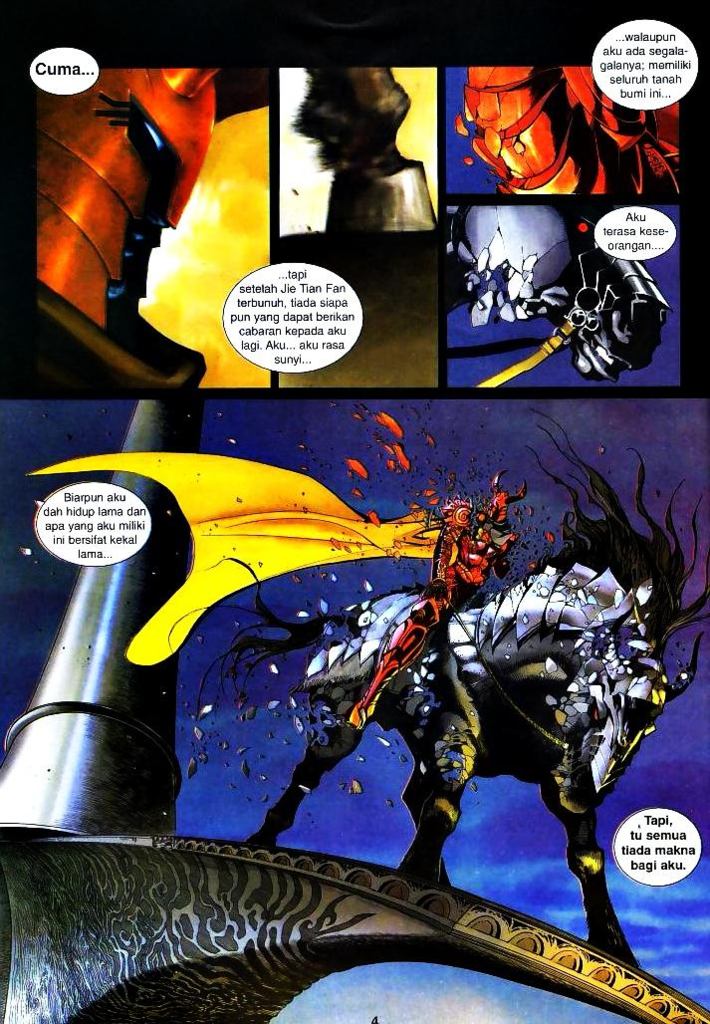 Cuma...
...walaupun
aku ada segala-
galanya; memiliki
seluruh tanah
bumi ini...
...tapi
setelah Jie Tian Fan
terbunuh, tiada siapa
pun yang dapat berikan
cabaran kepada aku
lagi. Aku... aku rasa
sunyi...
Aku
terasa kese-
orangan....
Biarpun aku
dah hidup lama dan
apa yang aku miliki
ini bersifat kekal
lama...
Tapi,
tu semua
tiada makna
bagi aku.
4